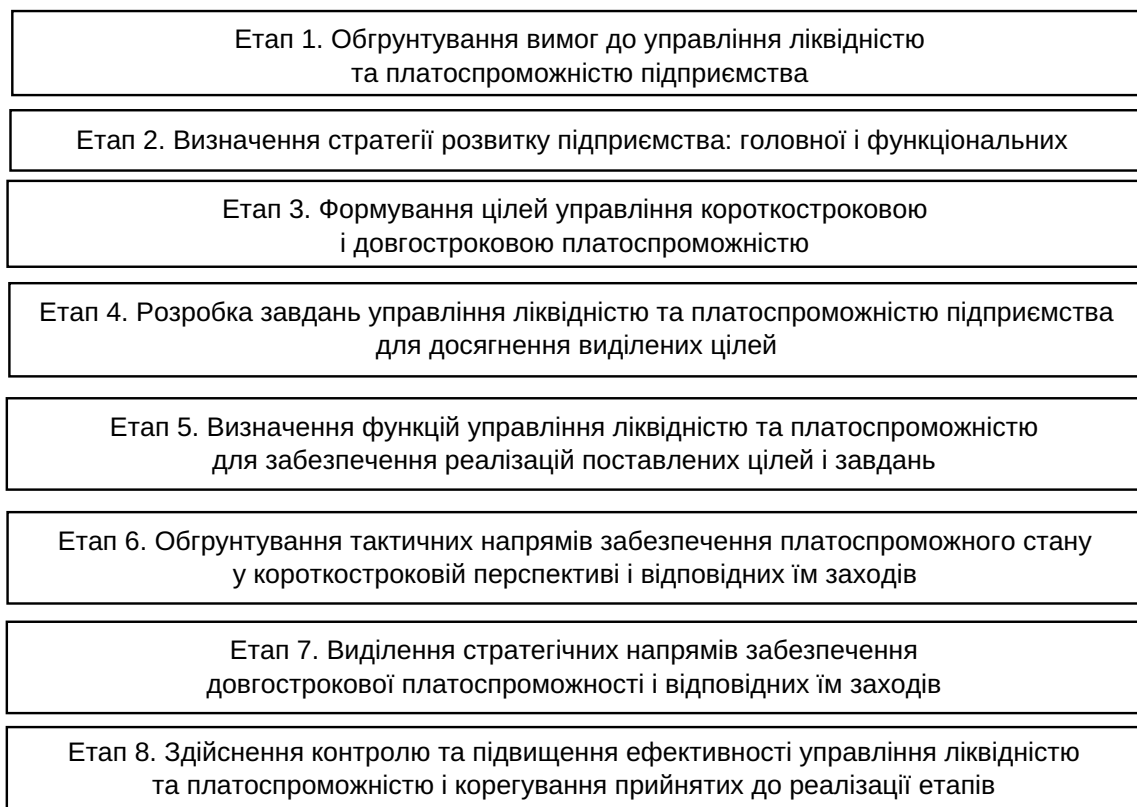 Етап 1. Обгрунтування вимог до управління ліквідністю
та платоспроможністю підприємства
Етап 2. Визначення стратегії розвитку підприємства: головної і функціональних
Етап 3. Формування цілей управління короткостроковою
і довгостроковою платоспроможністю
Етап 4. Розробка завдань управління ліквідністю та платоспроможністю підприємства
для досягнення виділених цілей
Етап 5. Визначення функцій управління ліквідністю та платоспроможністю
для забезпечення реалізацій поставлених цілей і завдань
Етап 6. Обгрунтування тактичних напрямів забезпечення платоспроможного стану
у короткостроковій перспективі і відповідних їм заходів
Етап 7. Виділення стратегічних напрямів забезпечення
довгострокової платоспроможності і відповідних їм заходів
Етап 8. Здійснення контролю та підвищення ефективності управління ліквідністю
та платоспроможністю і корегування прийнятих до реалізації етапів